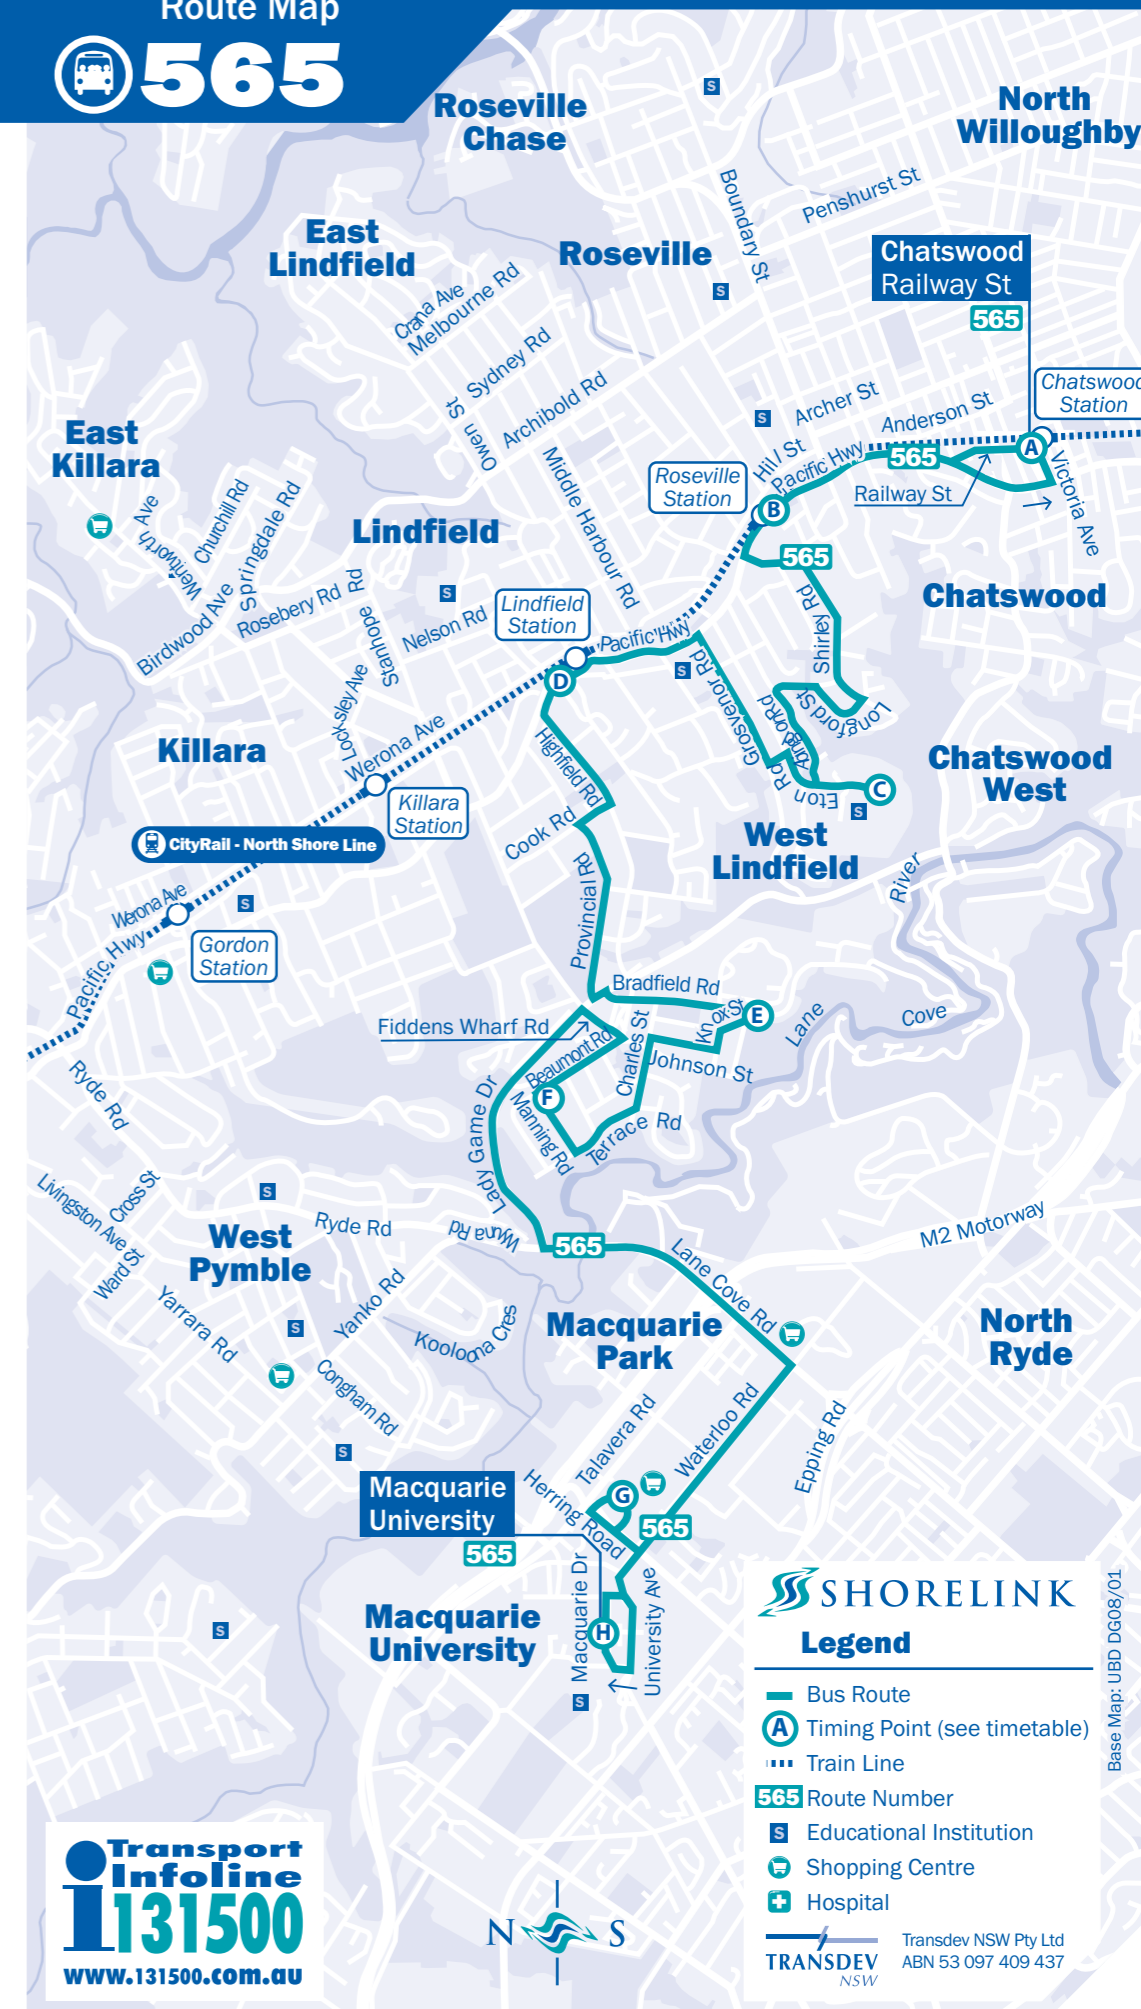 Route Map
565
Roseville
Chase
North
Willoughby
Boundary St
Penshurst St
East
Lindfield
Roseville
Chatswood
Railway St
565
Crana Ave
Melbourne Rd
Sydney Rd
Owen St
Archibold Rd
Archer St
Anderson St
Chatswood
Station
East
Killara
Hill St
Pacific Hwy
565
A
Roseville
Station
Railway St
Victoria Ave
B
Middle Harbour Rd
Wentworth Ave
Churchill Rd
Springdale Rd
Lindfield
565
Birdwood Ave
Rosebery Rd
Stanhope Rd
Nelson Rd
Lindfield
Station
Chatswood
Shirley Rd
Pacific Hwy
D
Locksley Ave
Grosvenor Rd
Longford St
Killara
Werona Ave
Highfield Rd
Eton Rd
C
Chatswood
West
Killara
Station
CityRail - North Shore Line
Cook Rd
West
Lindfield
Provincial Rd
River
Werona Ave
Gordon
Station
Pacific Hwy
Bradfield Rd
Knox St
E
Lane
Cove
Fiddens Wharf Rd
Beaumont Rd
Charles St
Johnson St
Ryde Rd
F
Manning Rd
Terrace Rd
Lady Game Dr
Livingston Ave
Cross St
Ward St
West
Pymble
Ryde Rd
Wyuna Rd
565
M2 Motorway
Lane Cove Rd
Yarrara Rd
Yanko Rd
Kooloona Cres
Macquarie
Park
North
Ryde
Congham Rd
Talavera Rd
Waterloo Rd
Epping Rd
Macquarie
University
565
Herring Road
G
565
Macquarie
University
Macquarie Dr
H
University Ave
SHORELINK
Legend
Bus Route
A Timing Point (see timetable)
Train Line
565 Route Number
S Educational Institution
Shopping Centre
Hospital
Base Map: UBD DG08/01
Transport
Infoline
131500
www.131500.com.au
N S
TRANSDEV
NSW
Transdev NSW Pty Ltd
ABN 53 097 409 437